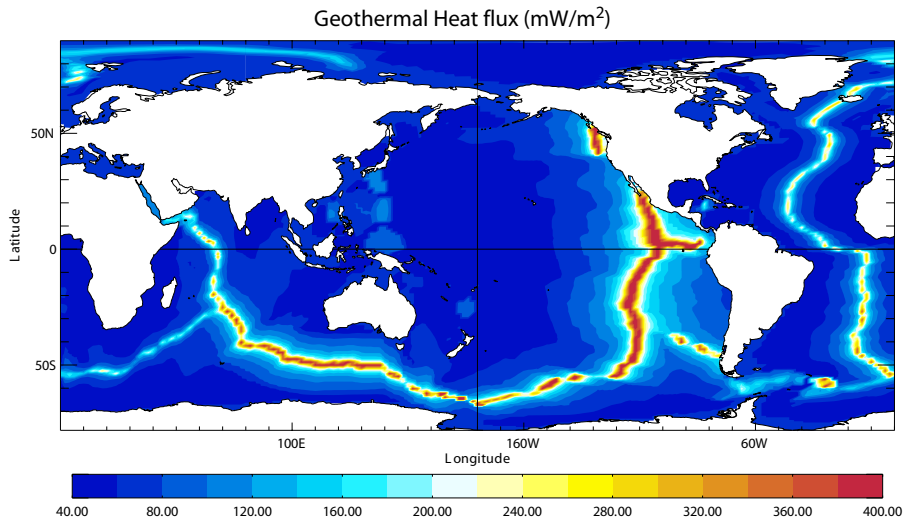 Geothermal Heat flux (mW/m²)
50N
0
50S
Latitude
100E
160W
60W
Longitude
40.00
80.00
120.00
160.00
200.00
240.00
280.00
320.00
360.00
400.00